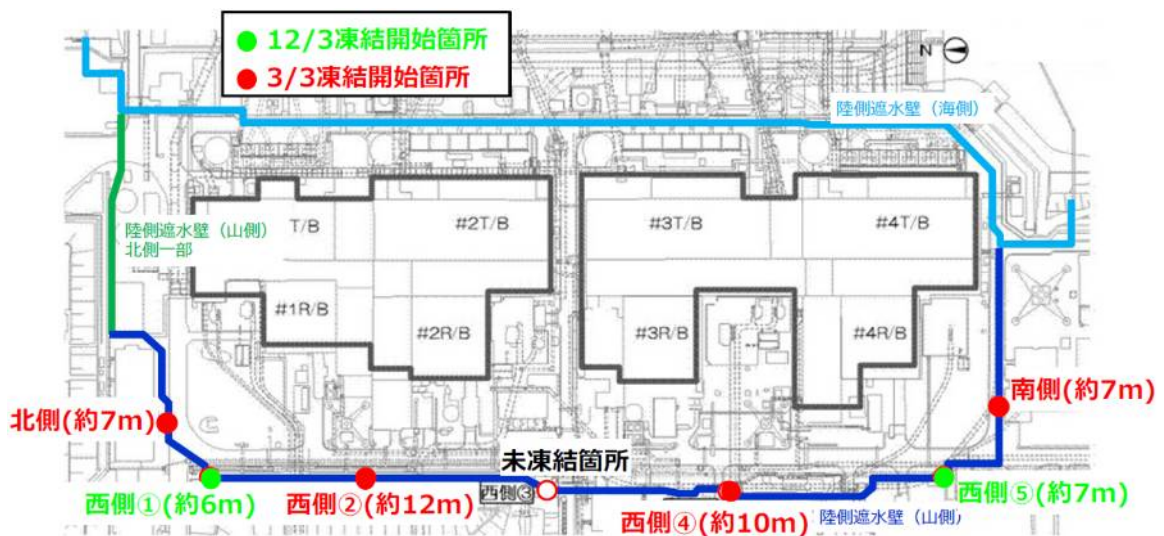 ● 12/3凍結開始箇所
● 3/3凍結開始箇所
N
陸側遮水壁（海側）
陸側遮水壁（山側）
北側一部
T/B
#2T/B
#3T/B
#4T/B
#1R/B
#2R/B
#3R/B
#4R/B
北側(約7m)
南側(約7m)
未凍結箇所
西側①(約6m)
西側②(約12m)
西側③
西側④(約10m)
西側⑤(約7m)
陸側遮水壁（山側）